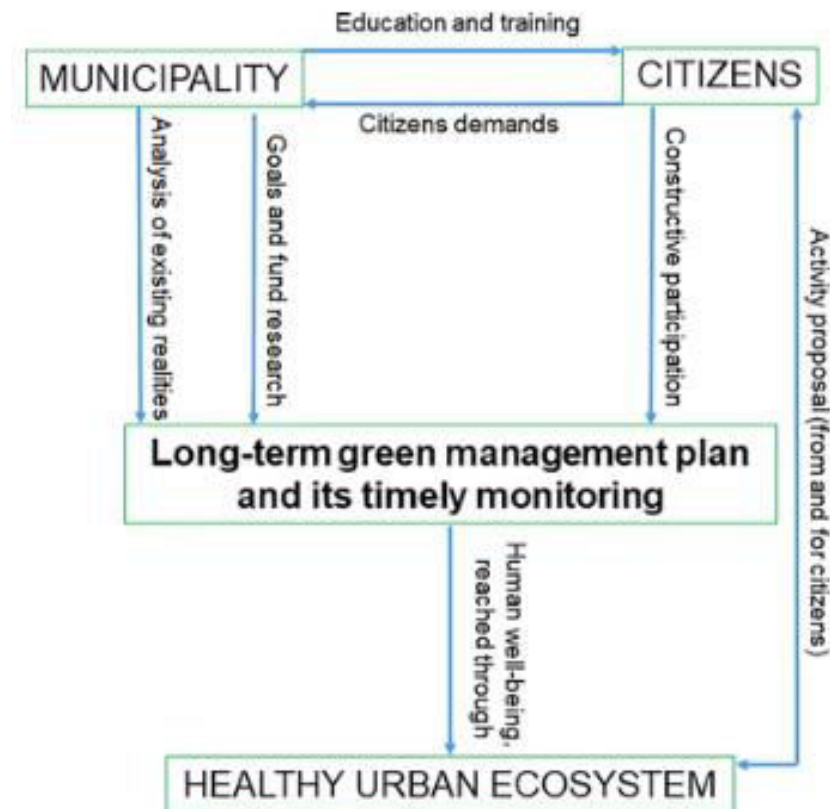 Education and training
MUNICIPALITY
CITIZENS
Citizens demands
Analysis of existing realities
Goals and fund research
Constructive participation
Activity proposal (from and for citizens)
Long-term green management plan
and its timely monitoring
Human well-being,
reached through
HEALTHY URBAN ECOSYSTEM